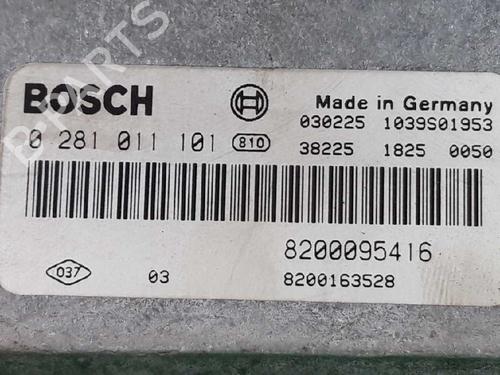 BOSCH
Made in Germany
030225 1039S01953
0 281 011 101 810
38225 1825 0050
8200095416
037 03
8200163528
B-PARTS